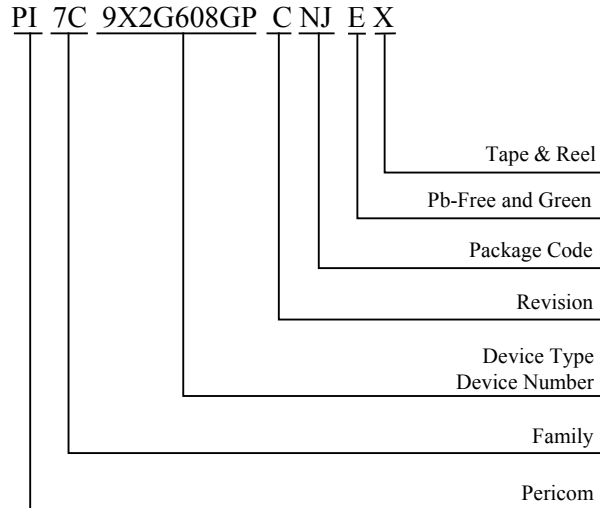 PI 7C 9X2G608GP C NJ E X
Tape & Reel
Pb-Free and Green
Package Code
Revision
Device Type
Device Number
Family
Pericom